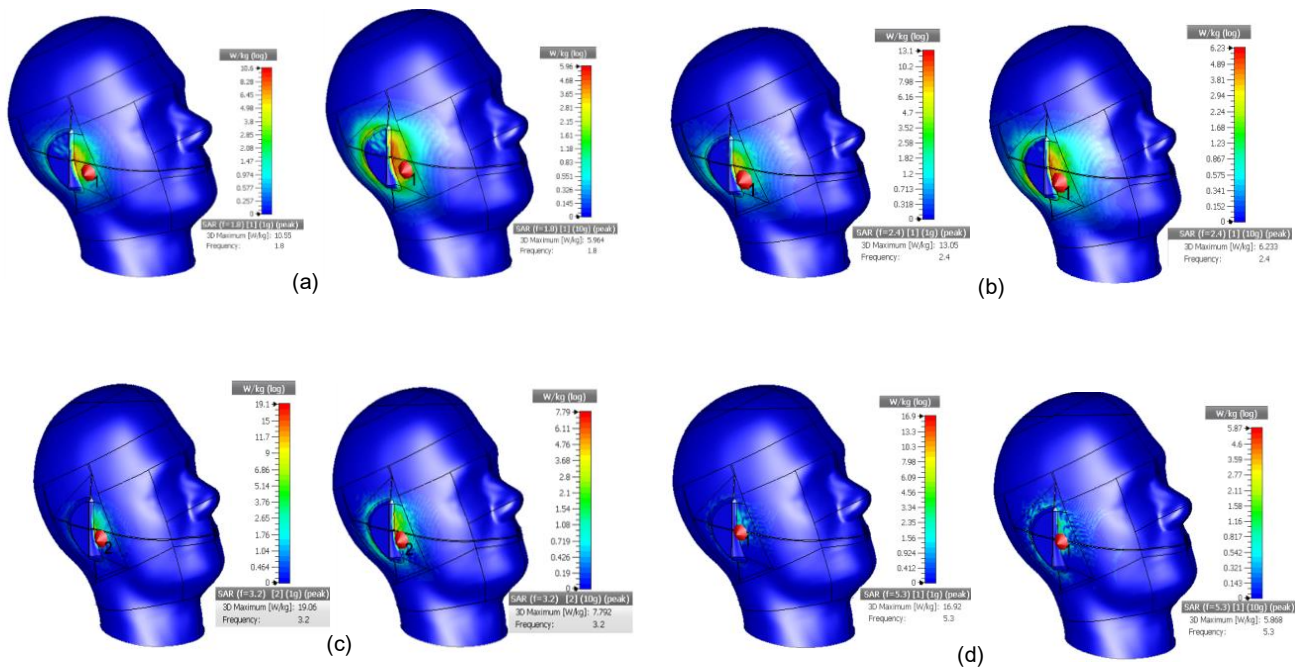 W/kg (log)
10.6
8.28
6.45
4.99
3.8
2.85
2.09
1.47
0.974
0.577
0.257
0
SAR (f=1.8) [1] (1g) (peak)
3D Maximum [W/kg]: 10.55
Frequency: 1.8
1
W/kg (log)
5.96
4.68
3.65
2.82
2.15
1.61
1.18
0.83
0.551
0.326
0.145
0
SAR (f=1.8) [1] (10g) (peak)
3D Maximum [W/kg]: 5.964
Frequency: 1.8
1
(a)
W/kg (log)
13.1
10.2
7.98
6.16
4.7
3.52
2.58
1.82
1.2
0.713
0.318
0
SAR (f=2.4) [1] (1g) (peak)
3D Maximum [W/kg]: 13.05
Frequency: 2.4
1
W/kg (log)
6.23
4.89
3.81
2.94
2.24
1.68
1.23
0.867
0.575
0.341
0.152
0
SAR (f=2.4) [1] (10g) (peak)
3D Maximum [W/kg]: 6.233
Frequency: 2.4
1
(b)
W/kg (log)
19.1
15
11.7
9
6.86
5.14
3.76
2.65
1.76
1.04
0.464
0
SAR (f=3.2) [2] (1g) (peak)
3D Maximum [W/kg]: 19.06
Frequency: 3.2
2
W/kg (log)
7.79
6.11
4.76
3.68
2.8
2.1
1.54
1.08
0.719
0.426
0.19
0
SAR (f=3.2) [2] (10g) (peak)
3D Maximum [W/kg]: 7.792
Frequency: 3.2
2
(c)
W/kg (log)
16.9
13.3
10.3
7.98
6.09
4.57
3.34
2.35
1.56
0.924
0.412
0
SAR (f=5.3) [1] (1g) (peak)
3D Maximum [W/kg]: 16.92
Frequency: 5.3
W/kg (log)
5.87
4.6
3.59
2.77
2.11
1.58
1.16
0.816
0.542
0.321
0.143
0
SAR (f=5.3) [1] (10g) (peak)
3D Maximum [W/kg]: 5.868
Frequency: 5.3
1
(d)